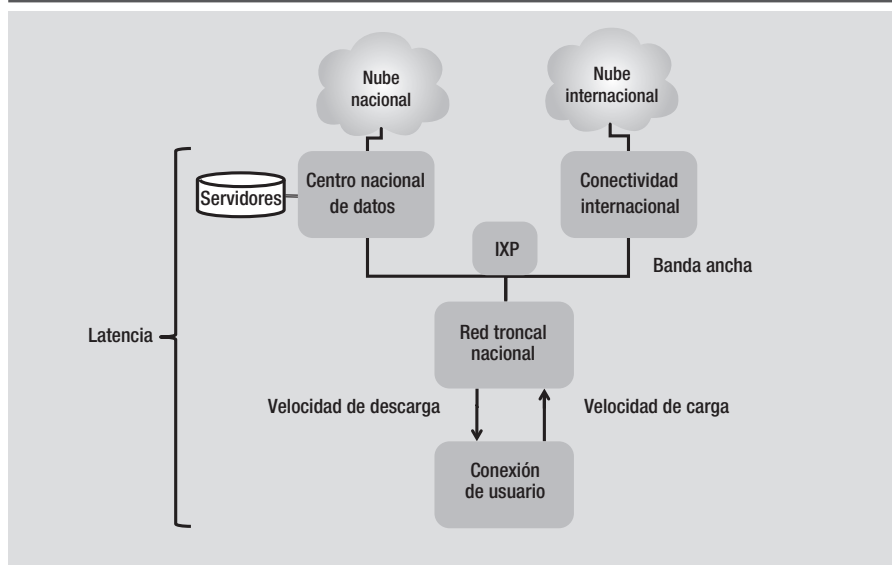 Nube
nacional
Nube
internacional
Servidores
Centro nacional
de datos
Conectividad
internacional
IXP
Banda ancha
Latencia
Red troncal
nacional
Velocidad de descarga
Velocidad de carga
Conexión
de usuario